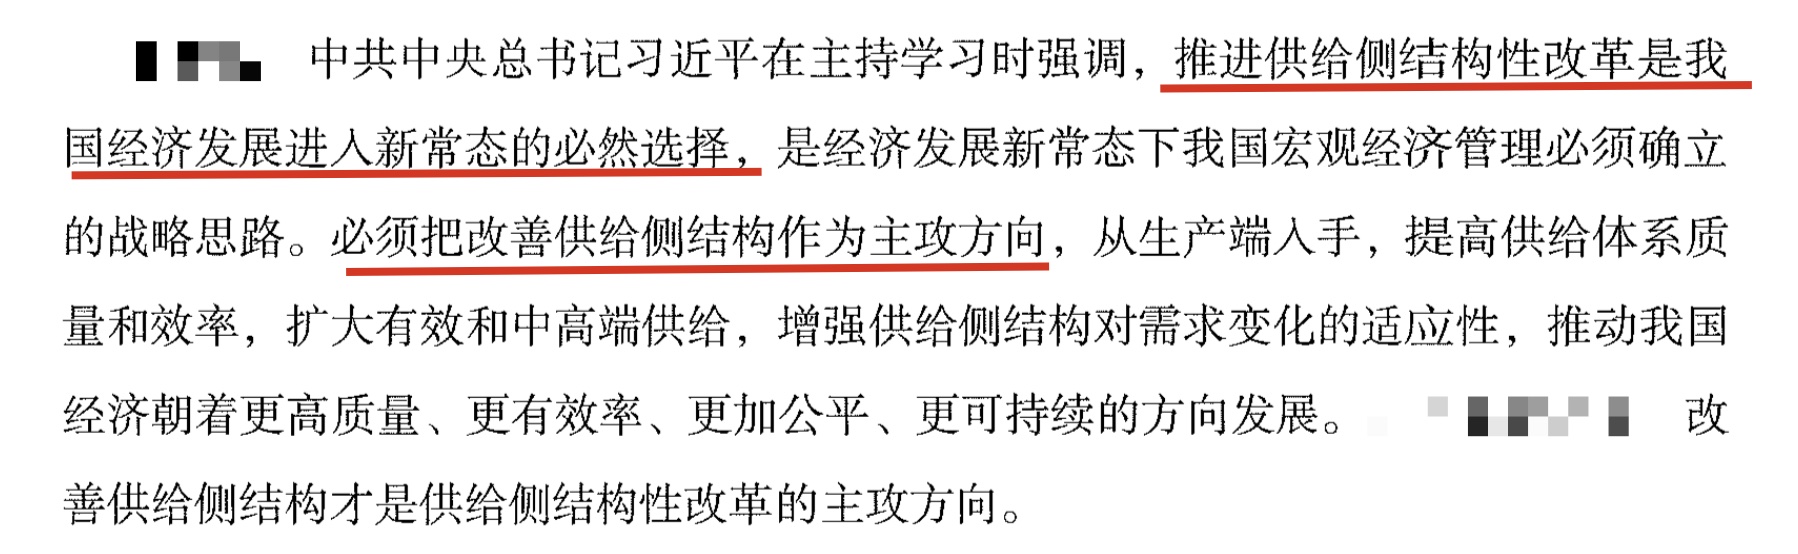 中共中央总书记习近平在主持学习时强调，推进供给侧结构性改革是我
国经济发展进入新常态的必然选择，是经济发展新常态下我国宏观经济管理必须确立
的战略思路。必须把改善供给侧结构作为主攻方向，从生产端入手，提高供给体系质
量和效率，扩大有效和中高端供给，增强供给侧结构对需求变化的适应性，推动我国
经济朝着更高质量、更有效率、更加公平、更可持续的方向发展。 改
善供给侧结构才是供给侧结构性改革的主攻方向。